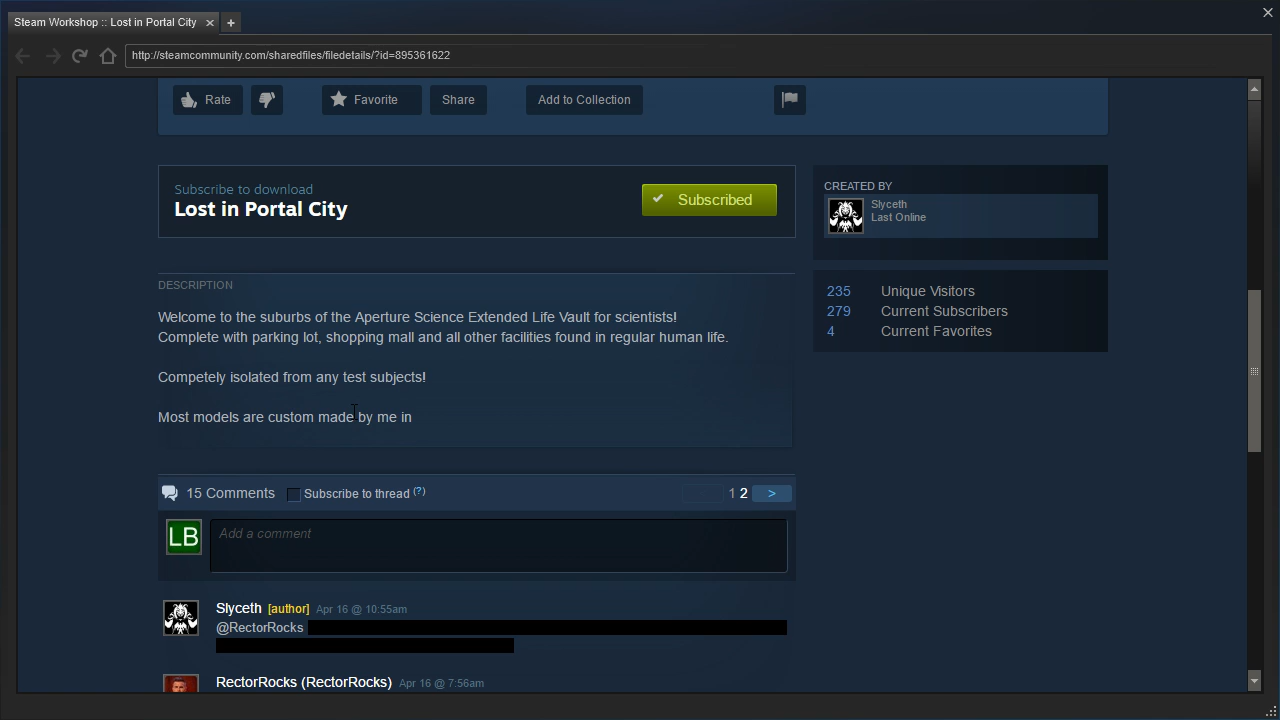 Steam Workshop :: Lost in Portal City
http://steamcommunity.com/sharedfiles/filedetails/?id=895361622
Rate
Favorite
Share
Add to Collection
Subscribe to download
Lost in Portal City
Subscribed
CREATED BY
Slyceth
Last Online
235 Unique Visitors
279 Current Subscribers
4 Current Favorites
DESCRIPTION
Welcome to the suburbs of the Aperture Science Extended Life Vault for scientists!
Complete with parking lot, shopping mall and all other facilities found in regular human life.
Competely isolated from any test subjects!
Most models are custom made by me in
15 Comments Subscribe to thread (?) 1 2 >
LB
Add a comment
Slyceth [author] Apr 16 @ 10:55am
@RectorRocks
RectorRocks (RectorRocks) Apr 16 @ 7:56am